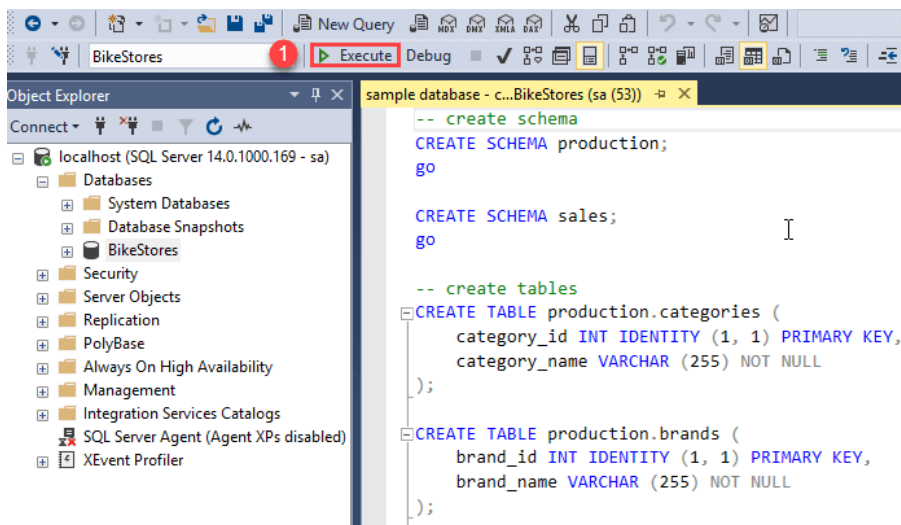 New Query MDX DMX XMLA DAX
BikeStores 1 Execute Debug
Object Explorer
Connect
localhost (SQL Server 14.0.1000.169 - sa)
Databases
System Databases
Database Snapshots
BikeStores
Security
Server Objects
Replication
PolyBase
Always On High Availability
Management
Integration Services Catalogs
SQL Server Agent (Agent XPs disabled)
XEvent Profiler
sample database - c...BikeStores (sa (53))
-- create schema
CREATE SCHEMA production;
go
CREATE SCHEMA sales;
go
-- create tables
CREATE TABLE production.categories (
category_id INT IDENTITY (1, 1) PRIMARY KEY,
category_name VARCHAR (255) NOT NULL
);
CREATE TABLE production.brands (
brand_id INT IDENTITY (1, 1) PRIMARY KEY,
brand_name VARCHAR (255) NOT NULL
);